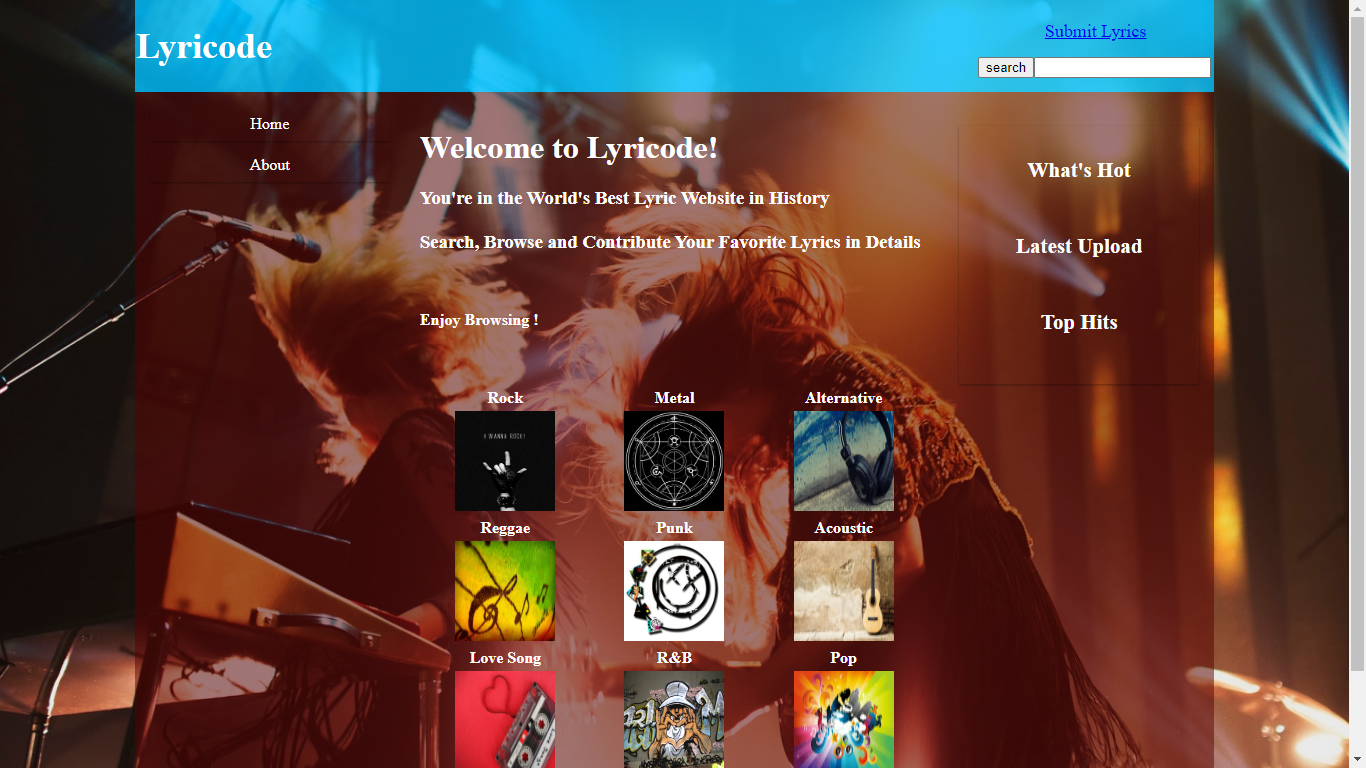 Lyricode
Submit Lyrics
search
Home
About
Welcome to Lyricode!
You're in the World's Best Lyric Website in History
Search, Browse and Contribute Your Favorite Lyrics in Details
Enjoy Browsing !
What's Hot
Latest Upload
Top Hits
Rock Metal Alternative
I WANNA ROCK!
Reggae Punk Acoustic
Love Song R&B Pop